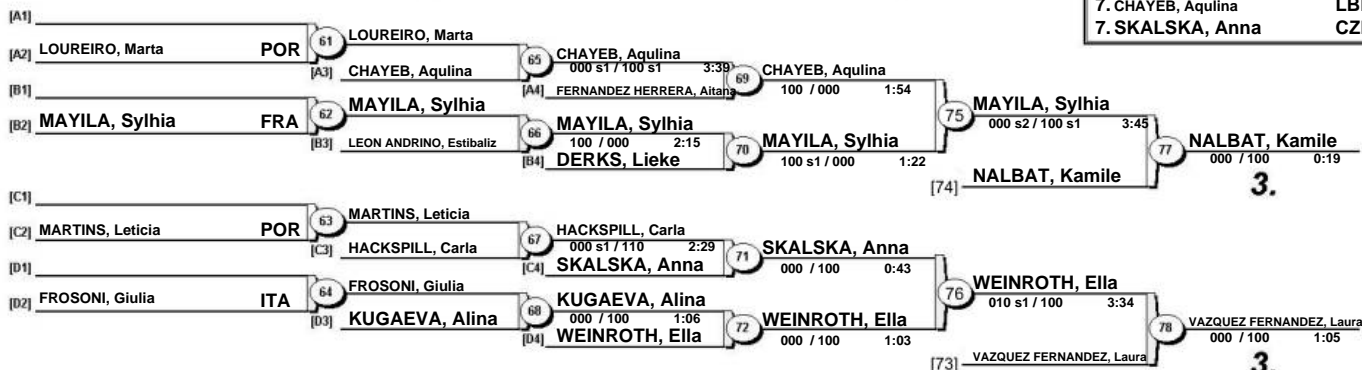 7. CHAYEB, Aqulina
7. SKALSKA, Anna CZ
[A1]
[A2] LOUREIRO, Marta POR
61 LOUREIRO, Marta
[A3] CHAYEB, Aqulina
65 CHAYEB, Aqulina
000 s1 / 100 s1 3:39
[A4] FERNANDEZ HERRERA, Aitana
69 CHAYEB, Aqulina
100 / 000 1:54
[B1]
[B2] MAYILA, Sylhia FRA
62 MAYILA, Sylhia
[B3] LEON ANDRINO, Estibaliz
66 MAYILA, Sylhia
100 / 000 2:15
[B4] DERKS, Lieke
70 MAYILA, Sylhia
100 s1 / 000 1:22
75 MAYILA, Sylhia
000 s2 / 100 s1 3:45
[74] NALBAT, Kamile
77 NALBAT, Kamile
000 / 100 0:19
3.
[C1]
[C2] MARTINS, Leticia POR
63 MARTINS, Leticia
[C3] HACKSPILL, Carla
67 HACKSPILL, Carla
000 s1 / 110 2:29
[C4] SKALSKA, Anna
71 SKALSKA, Anna
000 / 100 0:43
[D1]
[D2] FROSONI, Giulia ITA
64 FROSONI, Giulia
[D3] KUGAEVA, Alina
68 KUGAEVA, Alina
000 / 100 1:06
[D4] WEINROTH, Ella
72 WEINROTH, Ella
000 / 100 1:03
76 WEINROTH, Ella
010 s1 / 100 3:34
[73] VAZQUEZ FERNANDEZ, Laura
78 VAZQUEZ FERNANDEZ, Laura
000 / 100 1:05
3.